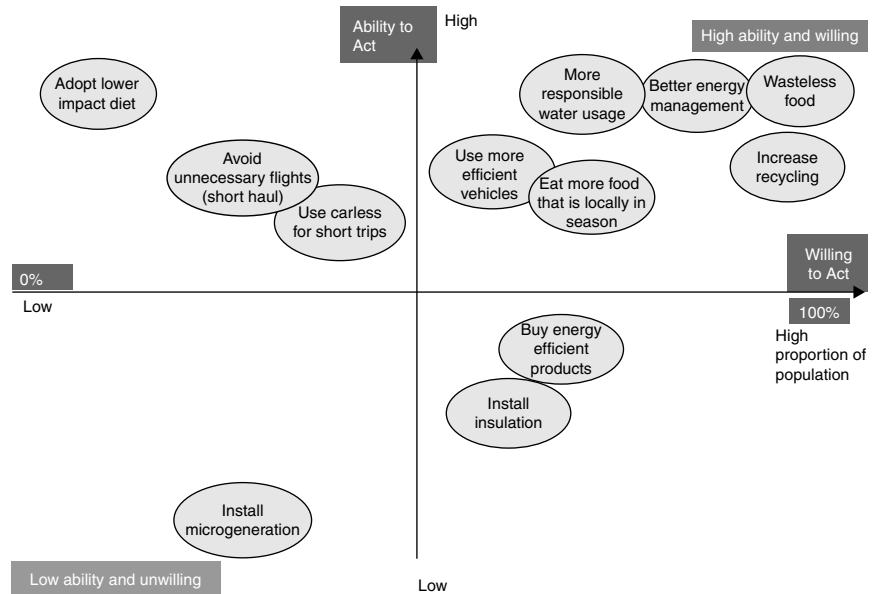 Ability to
Act
High
High ability and willing
Adopt lower
impact diet
More
responsible
water usage
Better energy
management
Wasteless
food
Avoid
unnecessary flights
(short haul)
Use more
efficient
vehicles
Increase
recycling
Use carless
for short trips
Eat more food
that is locally in
season
Willing
to Act
0%
Low
100%
High
proportion of
population
Buy energy
efficient
products
Install
insulation
Install
microgeneration
Low ability and unwilling
Low